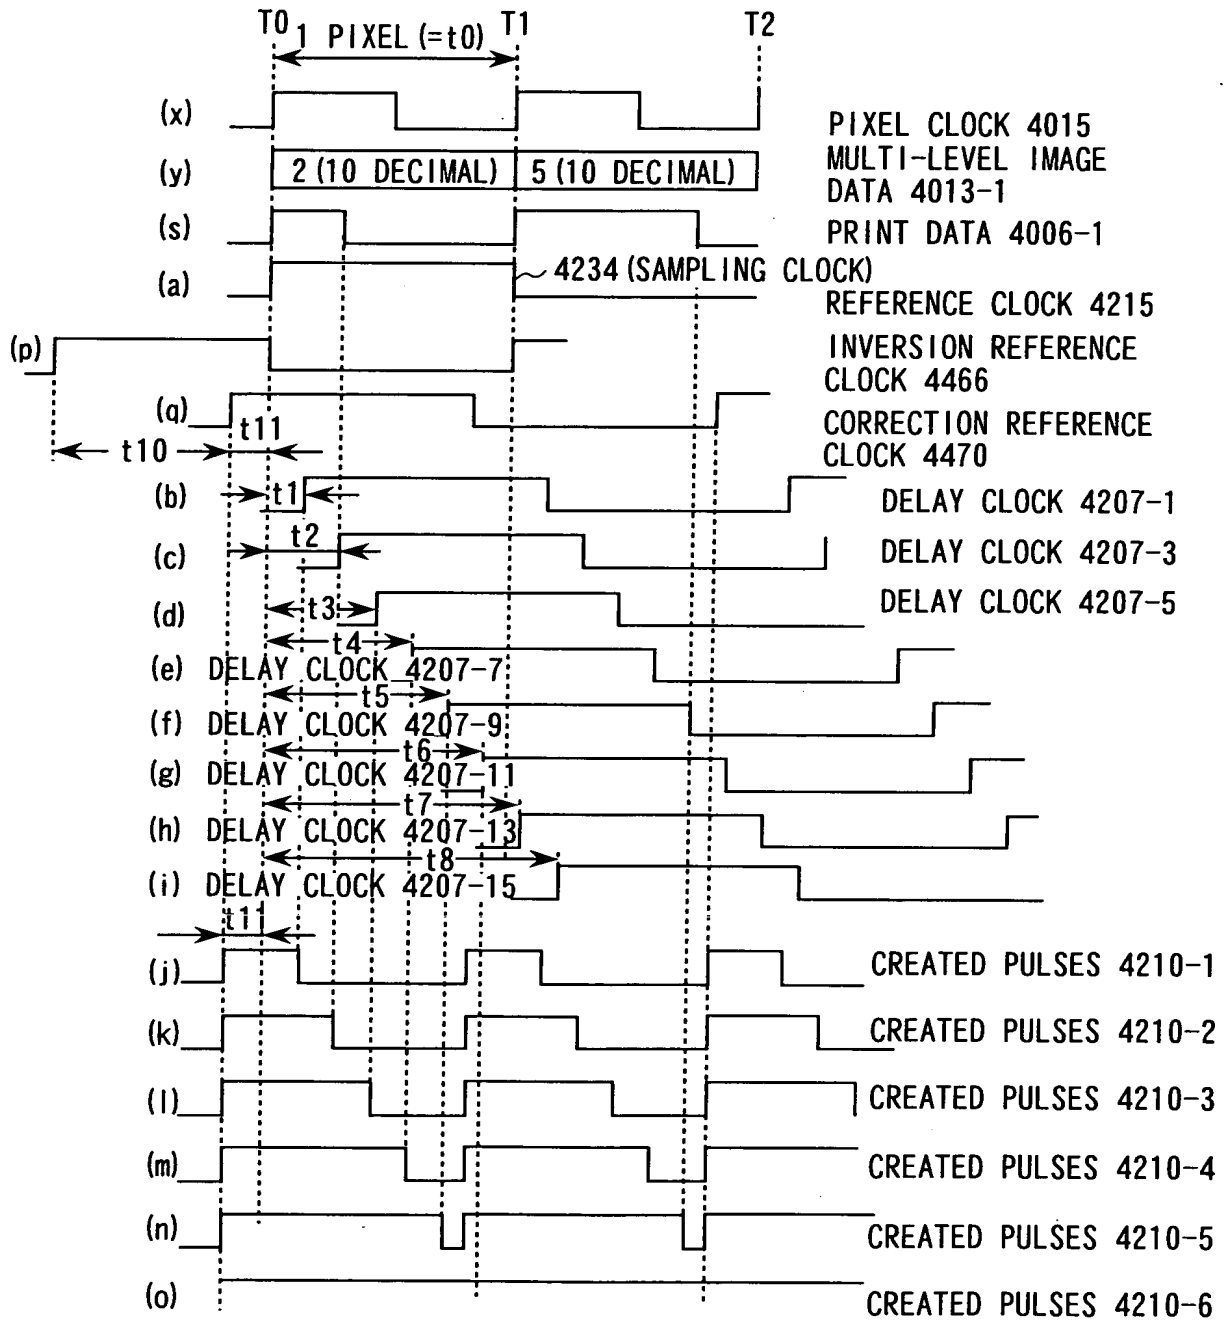 T0 T1 T2
1 PIXEL (=t0)
(x) PIXEL CLOCK 4015
(y) 2 (10 DECIMAL) 5 (10 DECIMAL) MULTI-LEVEL IMAGE
DATA 4013-1
(s) PRINT DATA 4006-1
(a) 4234 (SAMPLING CLOCK)
REFERENCE CLOCK 4215
(p) INVERSION REFERENCE
CLOCK 4466
(q) CORRECTION REFERENCE
CLOCK 4470
t10 t11
(b) t1 DELAY CLOCK 4207-1
(c) t2 DELAY CLOCK 4207-3
(d) t3 DELAY CLOCK 4207-5
t4
(e) DELAY CLOCK 4207-7
t5
(f) DELAY CLOCK 4207-9
t6
(g) DELAY CLOCK 4207-11
t7
(h) DELAY CLOCK 4207-13
t8
(i) DELAY CLOCK 4207-15
t11
(j) CREATED PULSES 4210-1
(k) CREATED PULSES 4210-2
(l) CREATED PULSES 4210-3
(m) CREATED PULSES 4210-4
(n) CREATED PULSES 4210-5
(o) CREATED PULSES 4210-6